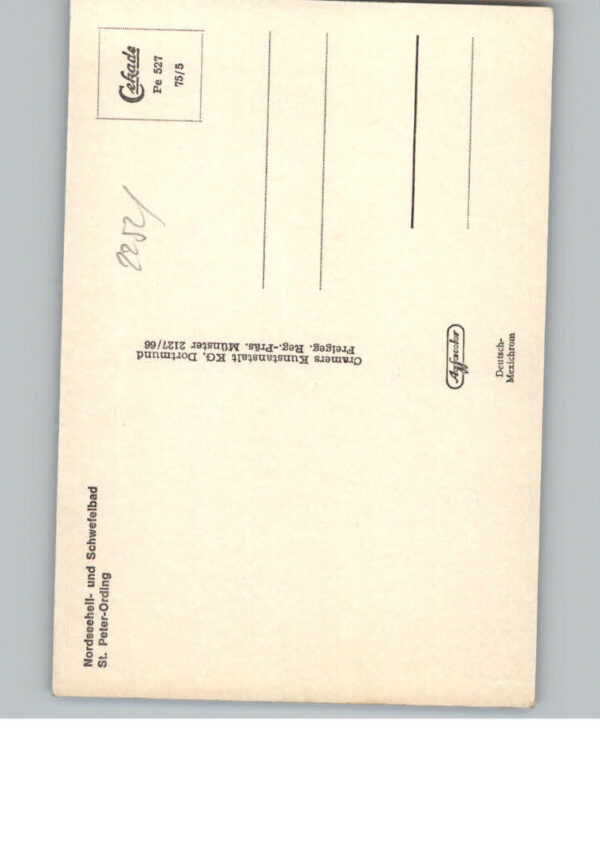 Nordseeheil- und Schwefelbad
St. Peter-Ording
Cekade
Pe 527
75/5
2252/
Cramers Kunstanstalt KG, Dortmund
Freigeg. Reg.-Präs. Münster 2127/66
Agfacolor
Deutsch-
Mexichrom